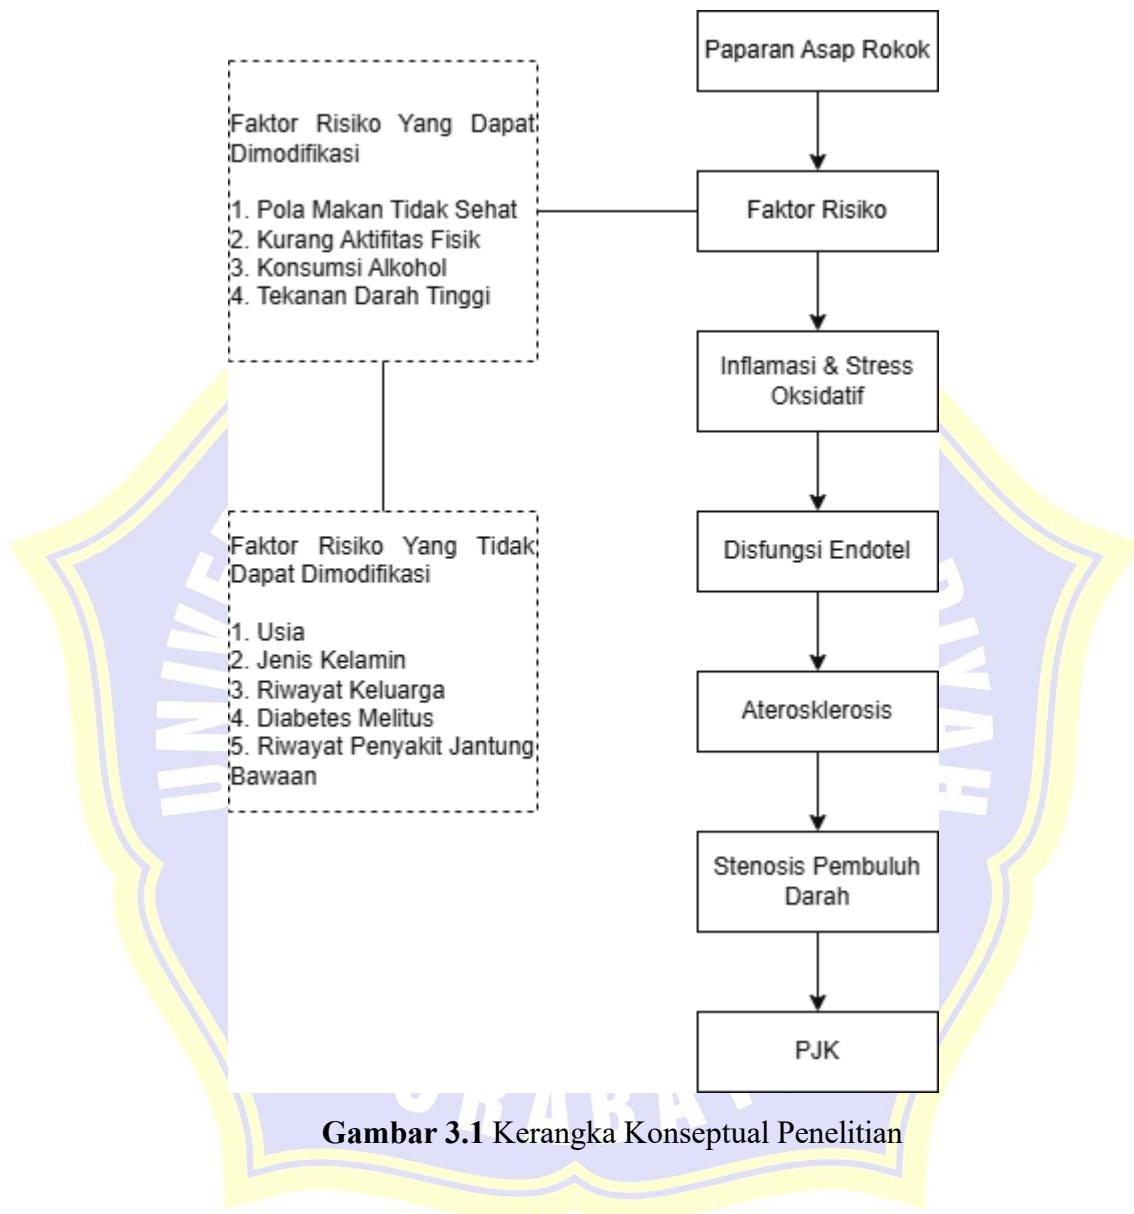 Paparan Asap Rokok
Faktor Risiko Yang Dapat
Dimodifikasi
1. Pola Makan Tidak Sehat
2. Kurang Aktifitas Fisik
3. Konsumsi Alkohol
4. Tekanan Darah Tinggi
Faktor Risiko
Inflamasi & Stress
Oksidatif
Faktor Risiko Yang Tidak
Dapat Dimodifikasi
1. Usia
2. Jenis Kelamin
3. Riwayat Keluarga
4. Diabetes Melitus
5. Riwayat Penyakit Jantung
Bawaan
Disfungsi Endotel
Aterosklerosis
Stenosis Pembuluh
Darah
PJK
Gambar 3.1 Kerangka Konseptual Penelitian